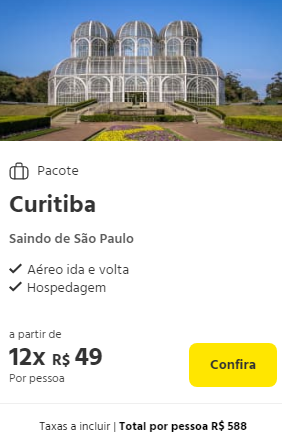 Pacote
Curitiba
Saindo de São Paulo
Aéreo ida e volta
Hospedagem
a partir de
12x R$ 49
Por pessoa
Confira
Taxas a incluir | Total por pessoa R$ 588